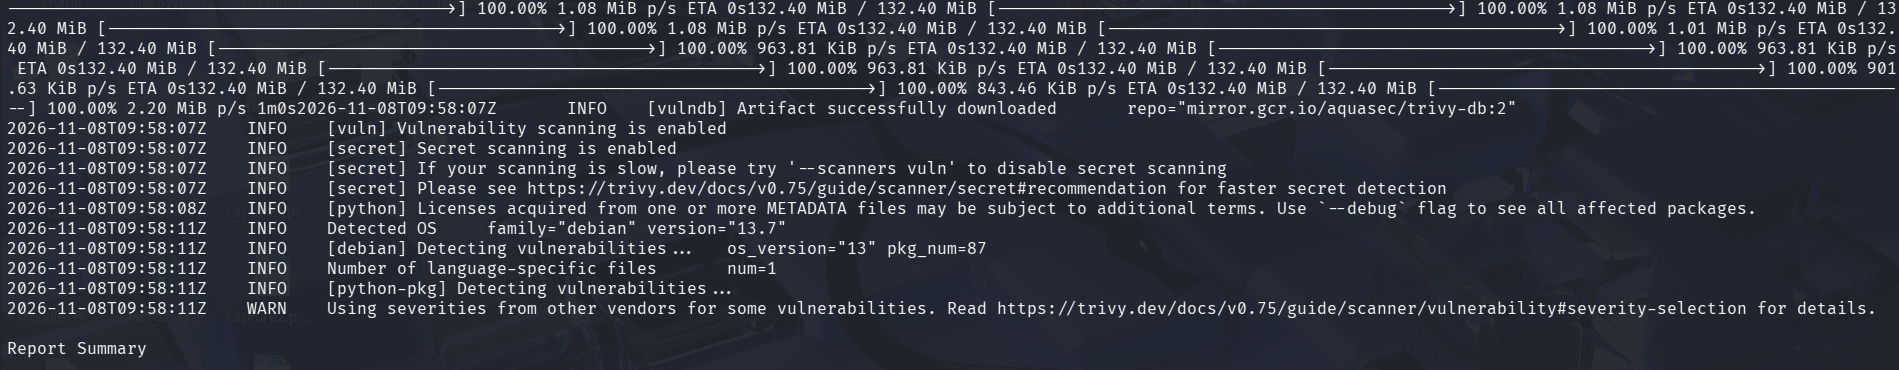 ———————————————————————————————————————————→] 100.00% 1.08 MiB p/s ETA 0s132.40 MiB / 132.40 MiB [—————————————————————————————————————————————→] 100.00% 1.08 MiB p/s ETA 0s132.40 MiB / 13
2.40 MiB [—————————————————————————————————————————————→] 100.00% 1.08 MiB p/s ETA 0s132.40 MiB / 132.40 MiB [—————————————————————————————————————————————→] 100.00% 1.01 MiB p/s ETA 0s132.
40 MiB / 132.40 MiB [———————————————————————————————————————————→] 100.00% 963.81 KiB p/s ETA 0s132.40 MiB / 132.40 MiB [———————————————————————————————————————————→] 100.00% 963.81 KiB p/s
ETA 0s132.40 MiB / 132.40 MiB [———————————————————————————————————————————→] 100.00% 963.81 KiB p/s ETA 0s132.40 MiB / 132.40 MiB [———————————————————————————————————————————→] 100.00% 901
.63 KiB p/s ETA 0s132.40 MiB / 132.40 MiB [———————————————————————————————————————————→] 100.00% 843.46 KiB p/s ETA 0s132.40 MiB / 132.40 MiB [——————————————————————————————————————————————
--] 100.00% 2.20 MiB p/s 1m0s2026-11-08T09:58:07Z INFO [vulndb] Artifact successfully downloaded repo="mirror.gcr.io/aquasec/trivy-db:2"
2026-11-08T09:58:07Z INFO [vuln] Vulnerability scanning is enabled
2026-11-08T09:58:07Z INFO [secret] Secret scanning is enabled
2026-11-08T09:58:07Z INFO [secret] If your scanning is slow, please try '--scanners vuln' to disable secret scanning
2026-11-08T09:58:07Z INFO [secret] Please see https://trivy.dev/docs/v0.75/guide/scanner/secret#recommendation for faster secret detection
2026-11-08T09:58:08Z INFO [python] Licenses acquired from one or more METADATA files may be subject to additional terms. Use `--debug` flag to see all affected packages.
2026-11-08T09:58:11Z INFO Detected OS family="debian" version="13.7"
2026-11-08T09:58:11Z INFO [debian] Detecting vulnerabilities... os_version="13" pkg_num=87
2026-11-08T09:58:11Z INFO Number of language-specific files num=1
2026-11-08T09:58:11Z INFO [python-pkg] Detecting vulnerabilities...
2026-11-08T09:58:11Z WARN Using severities from other vendors for some vulnerabilities. Read https://trivy.dev/docs/v0.75/guide/scanner/vulnerability#severity-selection for details.
Report Summary